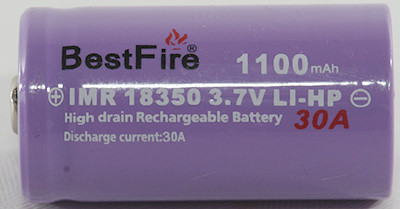 BestFire®
1100mAh
⊕IMR 18350 3.7V LI-HP⊖
High drain Rechargeable Battery 30A
Discharge current:30A